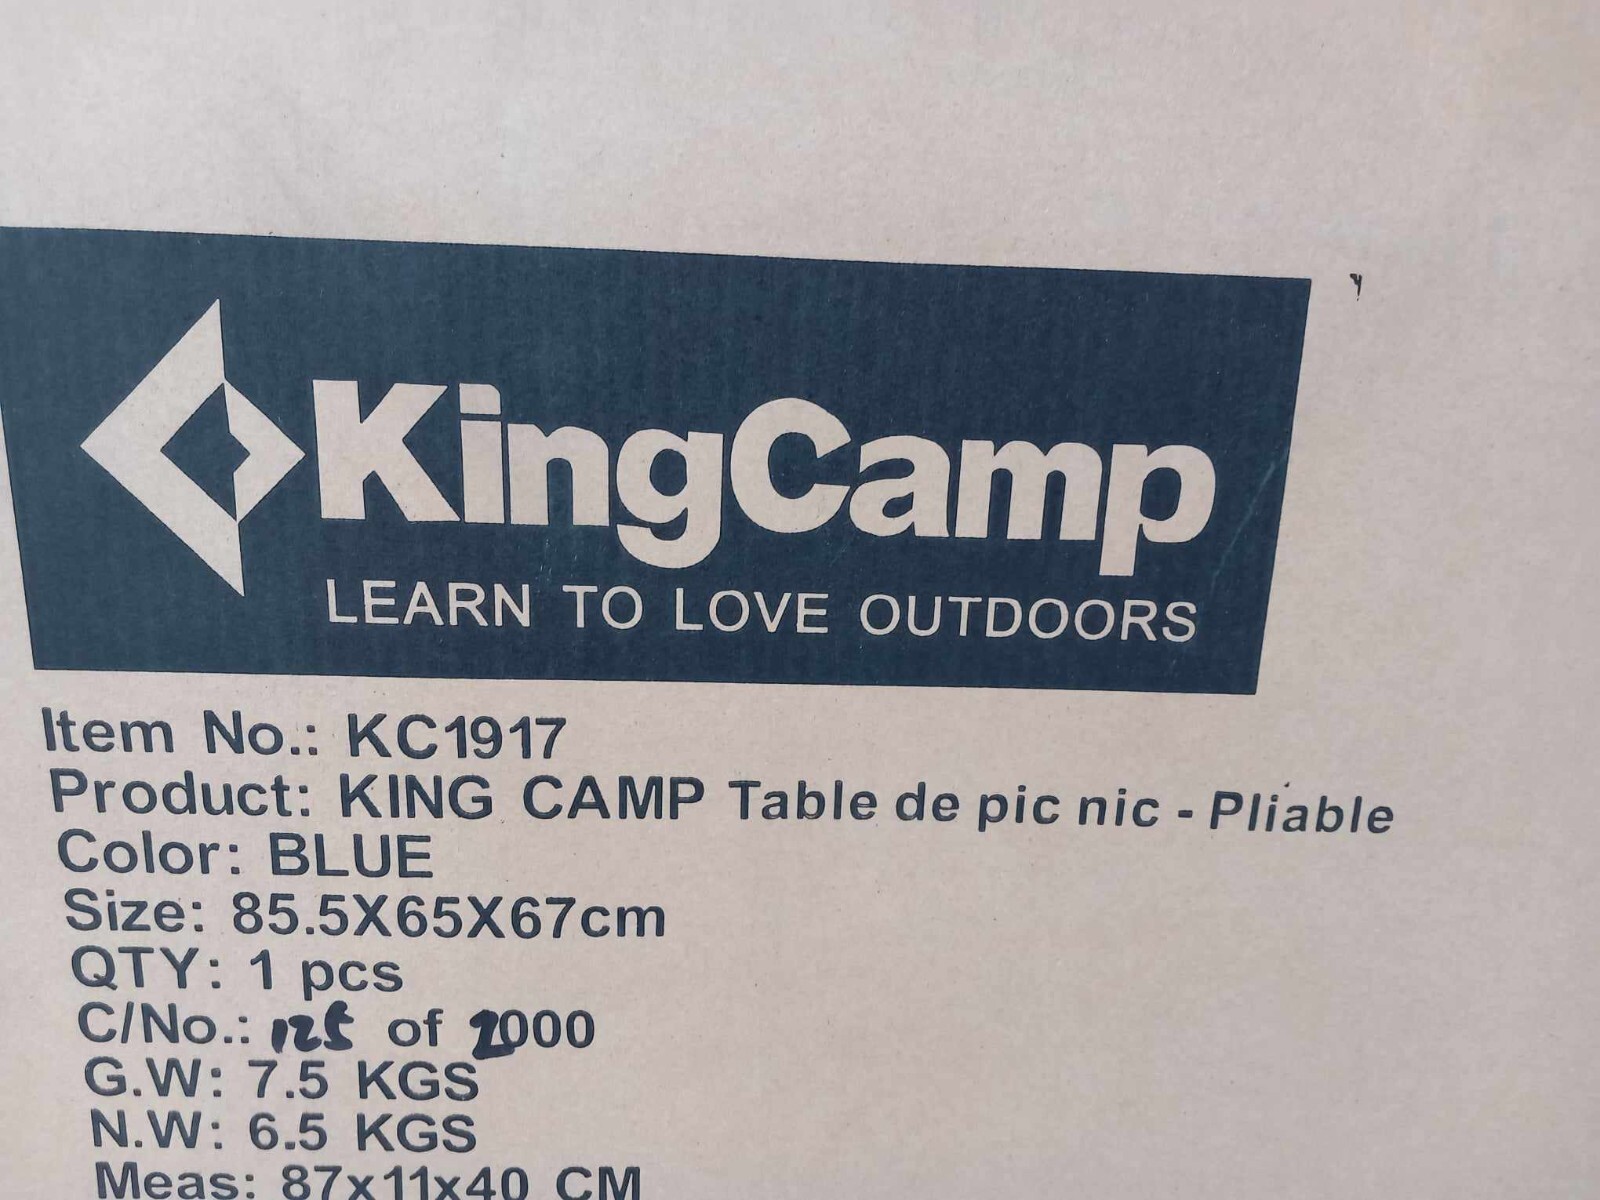 KingCamp
LEARN TO LOVE OUTDOORS
Item No.: KC1917
Product: KING CAMP Table de pic nic - Pliable
Color: BLUE
Size: 85.5X65X67cm
QTY: 1 pcs
C/No.: 125 of 2000
G.W: 7.5 KGS
N.W: 6.5 KGS
Meas: 87x11x40 CM